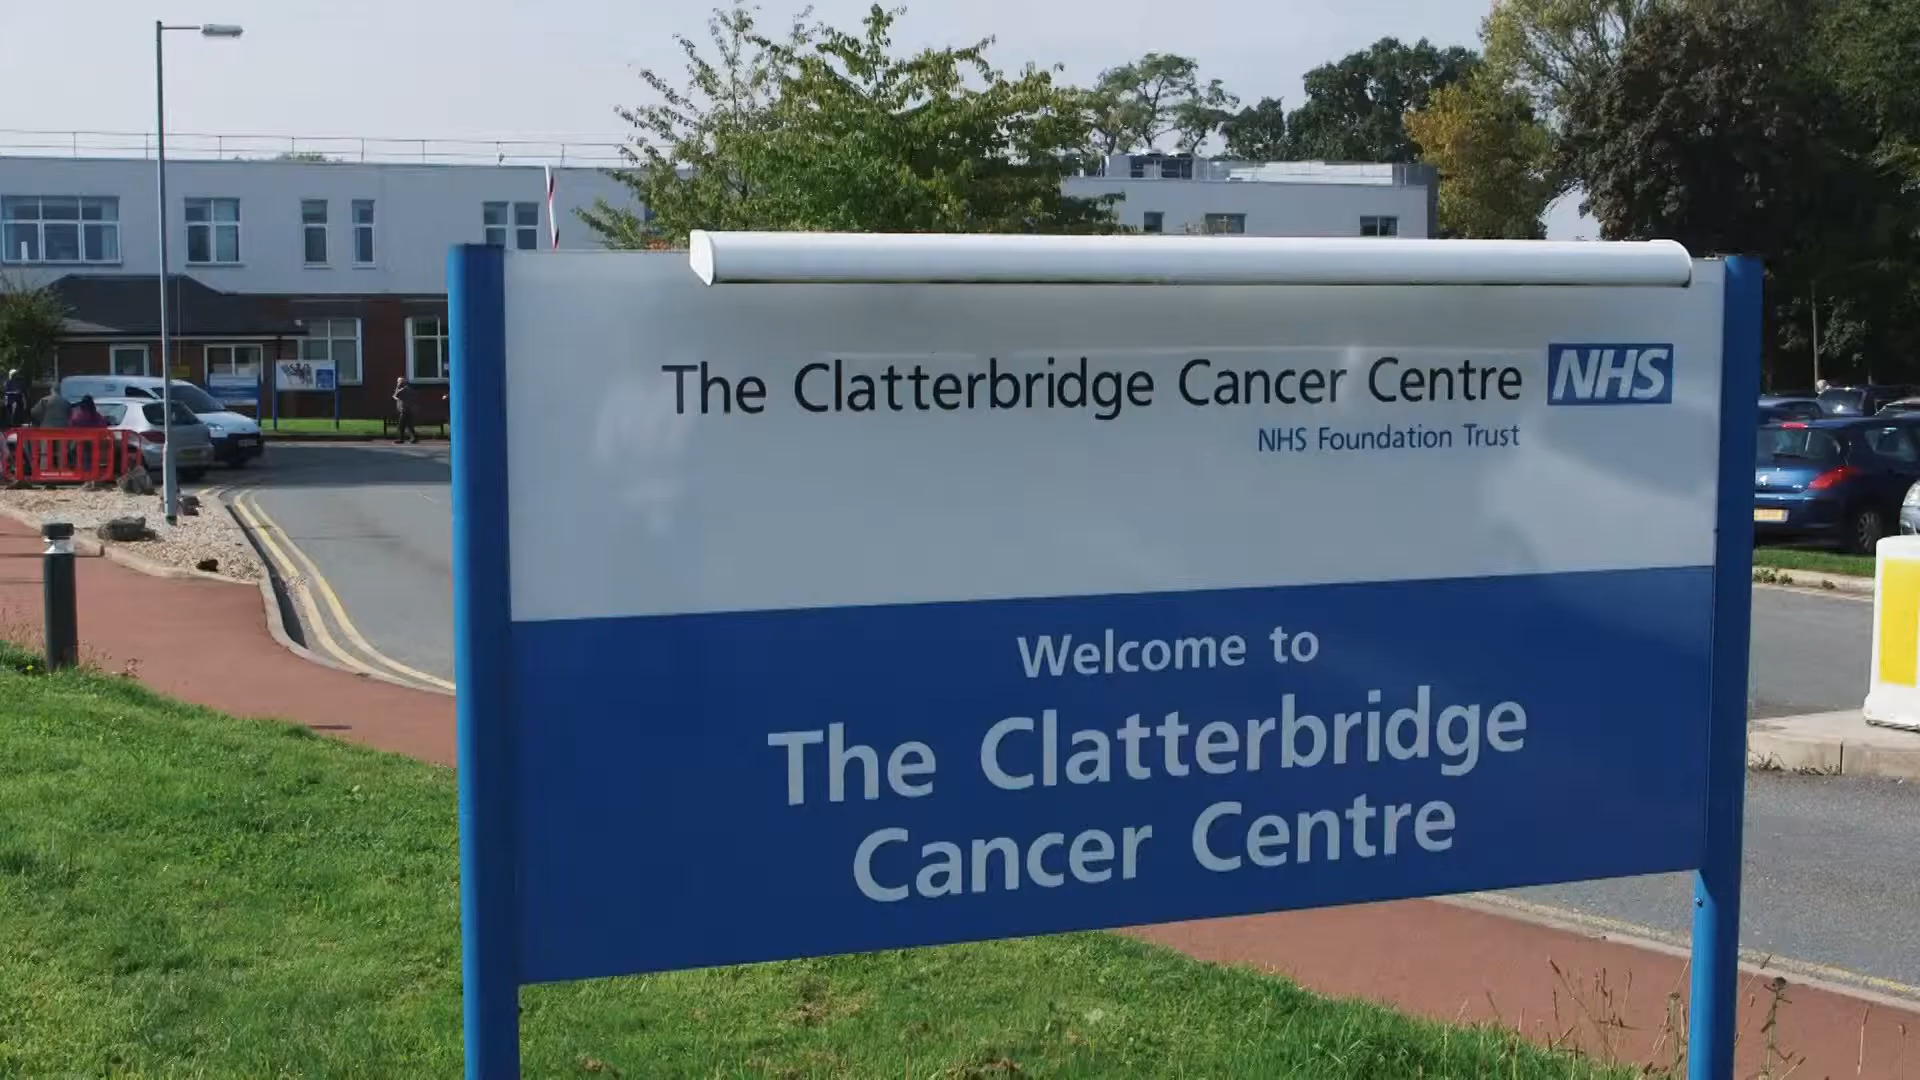 The Clatterbridge Cancer Centre NHS
NHS Foundation Trust
Welcome to
The Clatterbridge
Cancer Centre